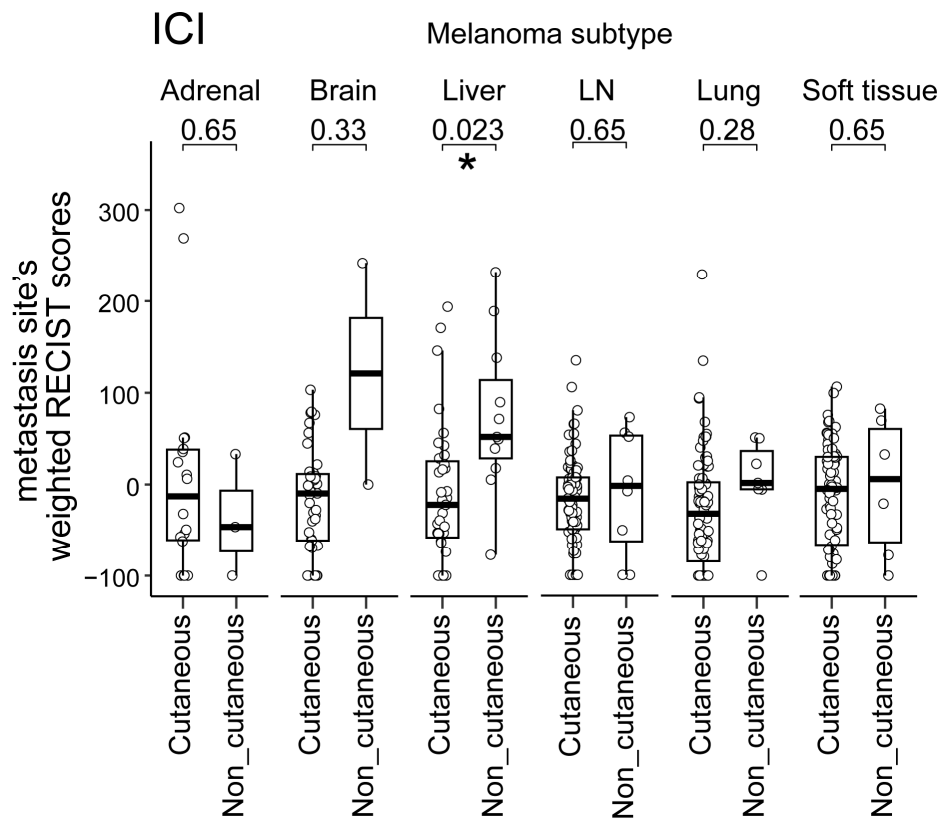 ICI
Melanoma subtype
Adrenal Brain Liver LN Lung Soft tissue
0.65 0.33 0.023 0.65 0.28 0.65
*
metastasis site's
weighted RECIST scores
300
200
100
0
−100
Cutaneous Non_cutaneous Cutaneous Non_cutaneous Cutaneous Non_cutaneous Cutaneous Non_cutaneous Cutaneous Non_cutaneous Cutaneous Non_cutaneous